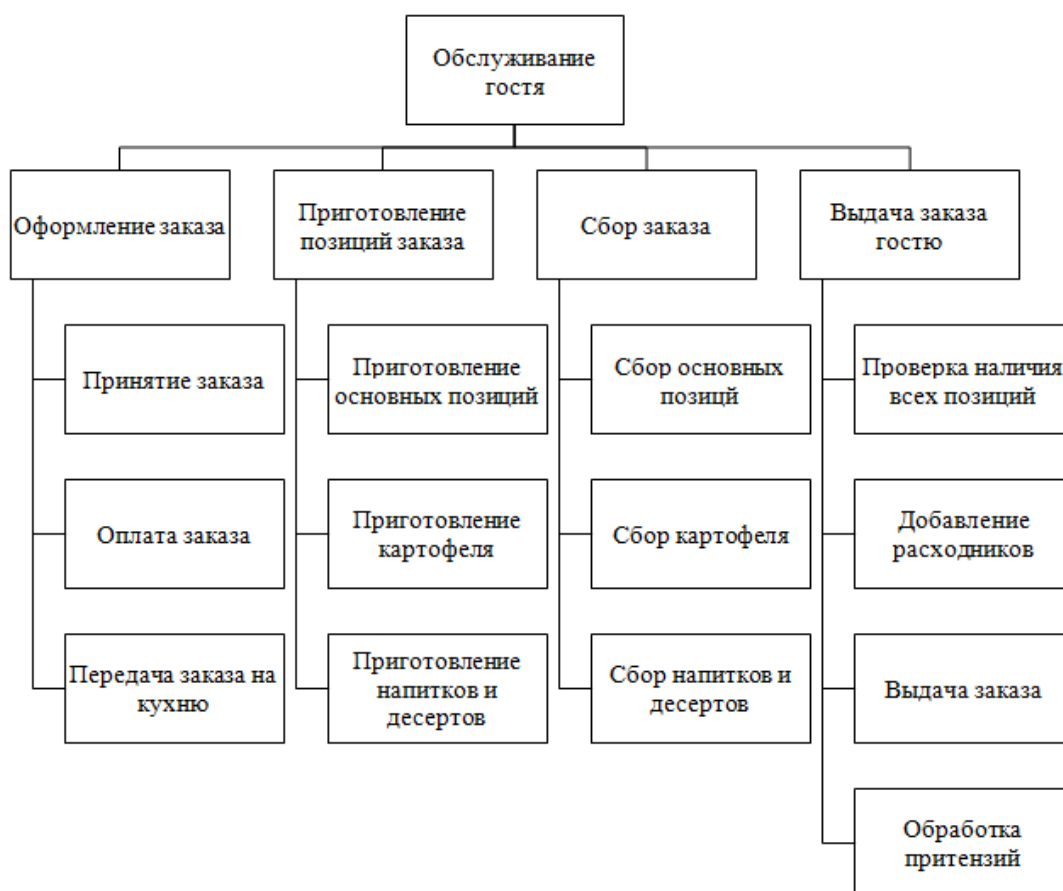 Обслуживание
гостя
Оформление заказа
Приготовление
позиций заказа
Сбор заказа
Выдача заказа
гостю
Принятие заказа
Приготовление
основных позиций
Сбор основных
позицй
Проверка наличия
всех позиций
Оплата заказа
Приготовление
картофеля
Сбор картофеля
Добавление
расходников
Передача заказа на
кухню
Приготовление
напитков и
десертов
Сбор напитков и
десертов
Выдача заказа
Обработка
притензий